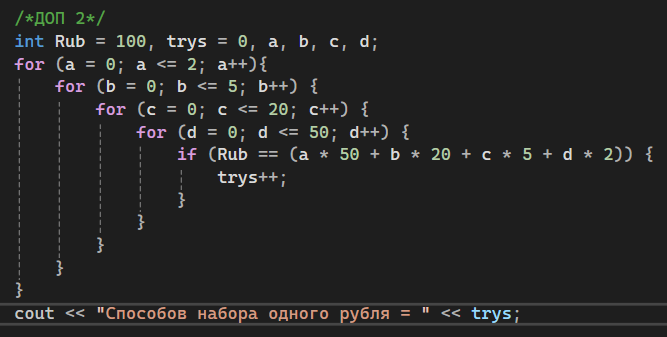 /*ДОП 2*/
int Rub = 100, trys = 0, a, b, c, d;
for (a = 0; a <= 2; a++){
for (b = 0; b <= 5; b++) {
for (c = 0; c <= 20; c++) {
for (d = 0; d <= 50; d++) {
if (Rub == (a * 50 + b * 20 + c * 5 + d * 2)) {
trys++;
}
}
}
}
}
cout << "Способов набора одного рубля = " << trys;